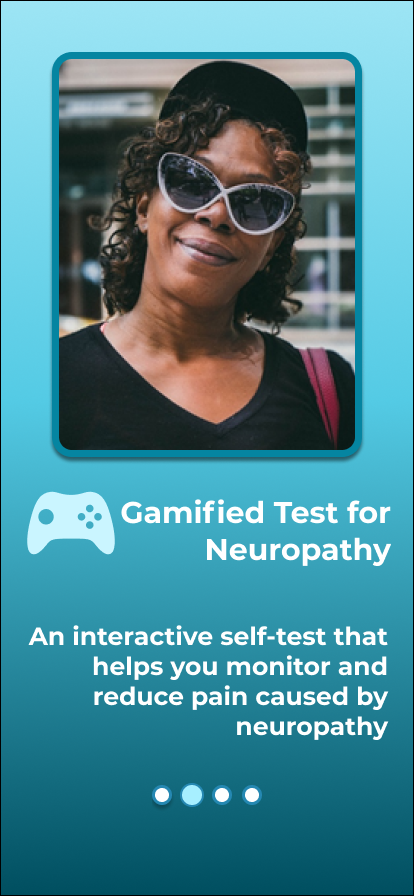 Gamified Test for
Neuropathy
An interactive self-test that
helps you monitor and
reduce pain caused by
neuropathy